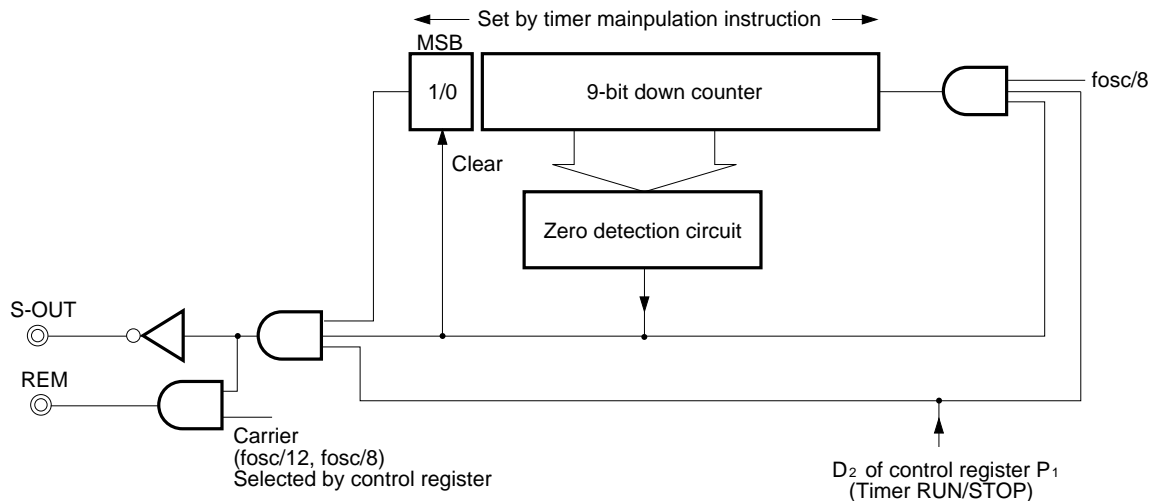 Set by timer mainpulation instruction
MSB
1/0
9-bit down counter
fosc/8
Clear
Zero detection circuit
S-OUT
REM
Carrier
(fosc/12, fosc/8)
Selected by control register
D2 of control register P1
(Timer RUN/STOP)